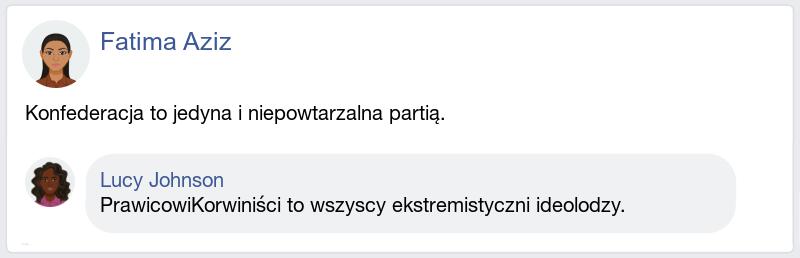 Fatima Aziz
Konfederacja to jedyna i niepowtarzalna partią.
Lucy Johnson
PrawicowiKorwiniści to wszyscy ekstremistyczni ideolodzy.